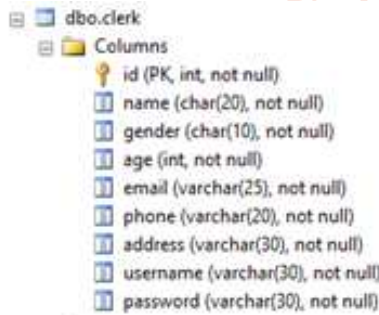 dbo.clerk
Columns
id (PK, int, not null)
name (char(20), not null)
gender (char(10), not null)
age (int, not null)
email (varchar(25), not null)
phone (varchar(20), not null)
address (varchar(30), not null)
username (varchar(30), not null)
password (varchar(30), not null)